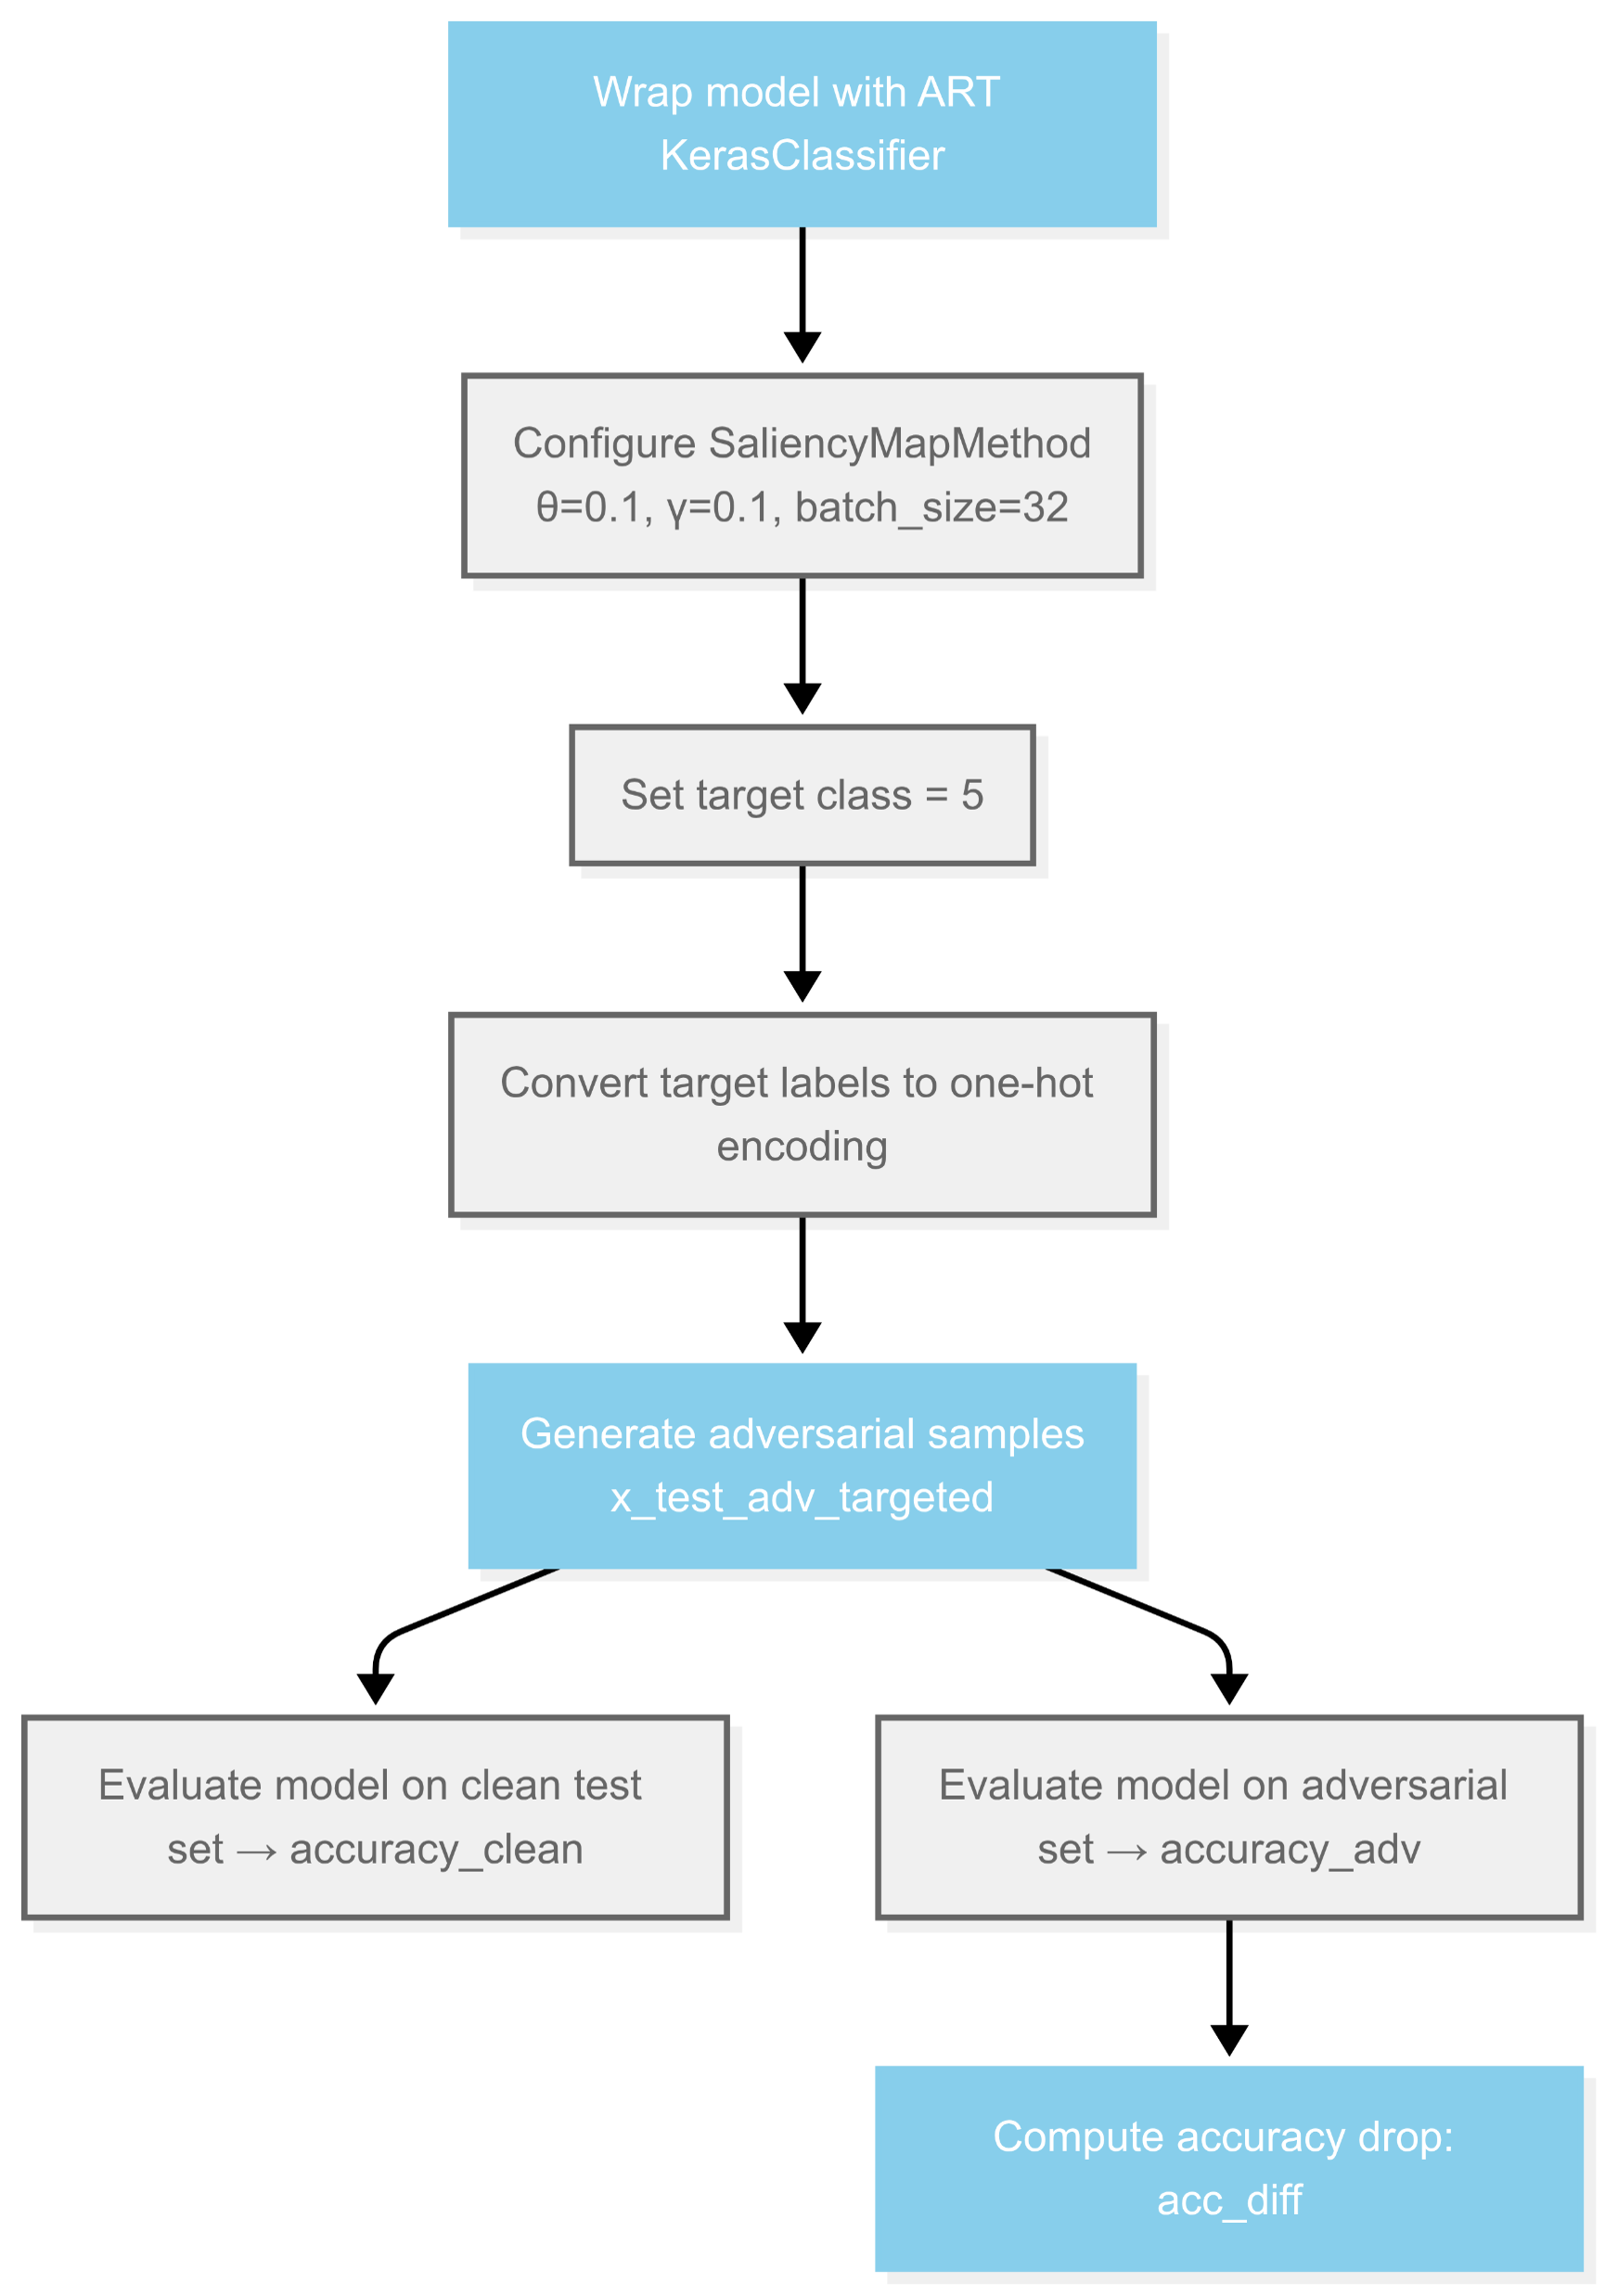 Wrap model with ART
KerasClassifier
Configure SaliencyMapMethod
θ=0.1, γ=0.1, batch_size=32
Set target class = 5
Convert target labels to one-hot
encoding
Generate adversarial samples
x_test_adv_targeted
Evaluate model on clean test
set → accuracy_clean
Evaluate model on adversarial
set → accuracy_adv
Compute accuracy drop:
acc_diff